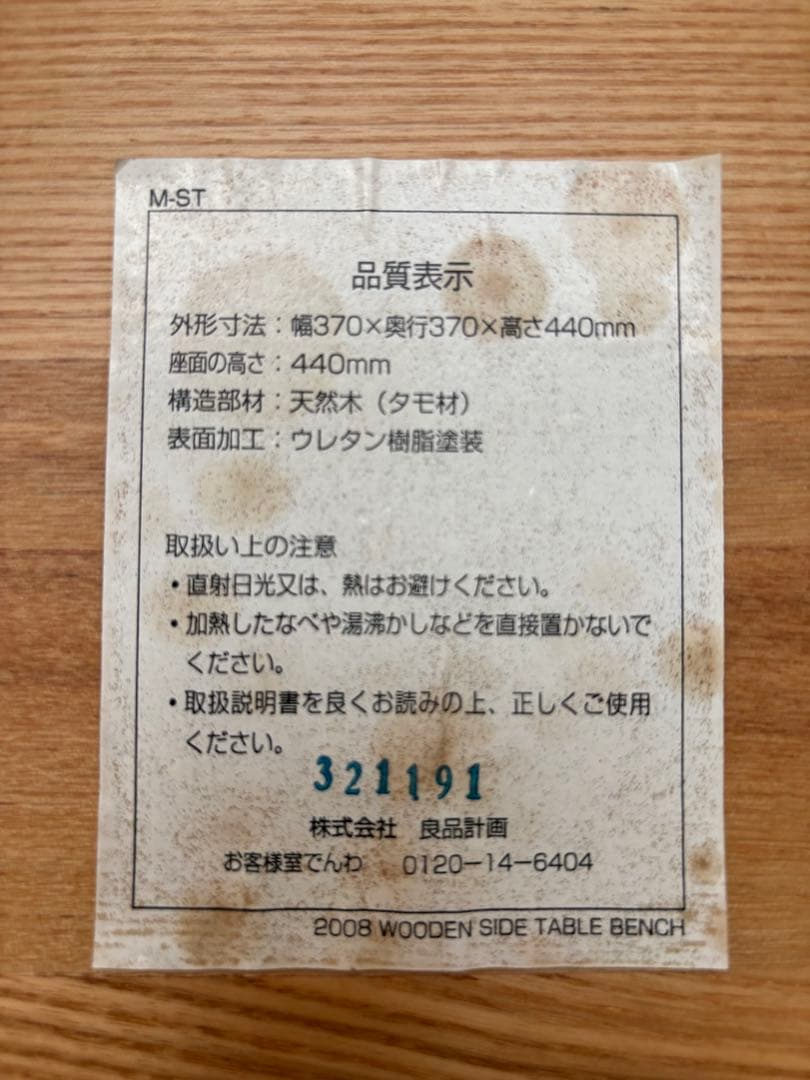 M-ST
品質表示
外形寸法：幅370×奥行370×高さ440mm
座面の高さ：440mm
構造部材：天然木（タモ材）
表面加工：ウレタン樹脂塗装
取扱い上の注意
・直射日光又は、熱はお避けください。
・加熱したなべや湯沸かしなどを直接置かないで
ください。
・取扱説明書を良くお読みの上、正しくご使用
ください。
321191
株式会社　良品計画
お客様室でんわ　0120－14－6404
2008 WOODEN SIDE TABLE BENCH